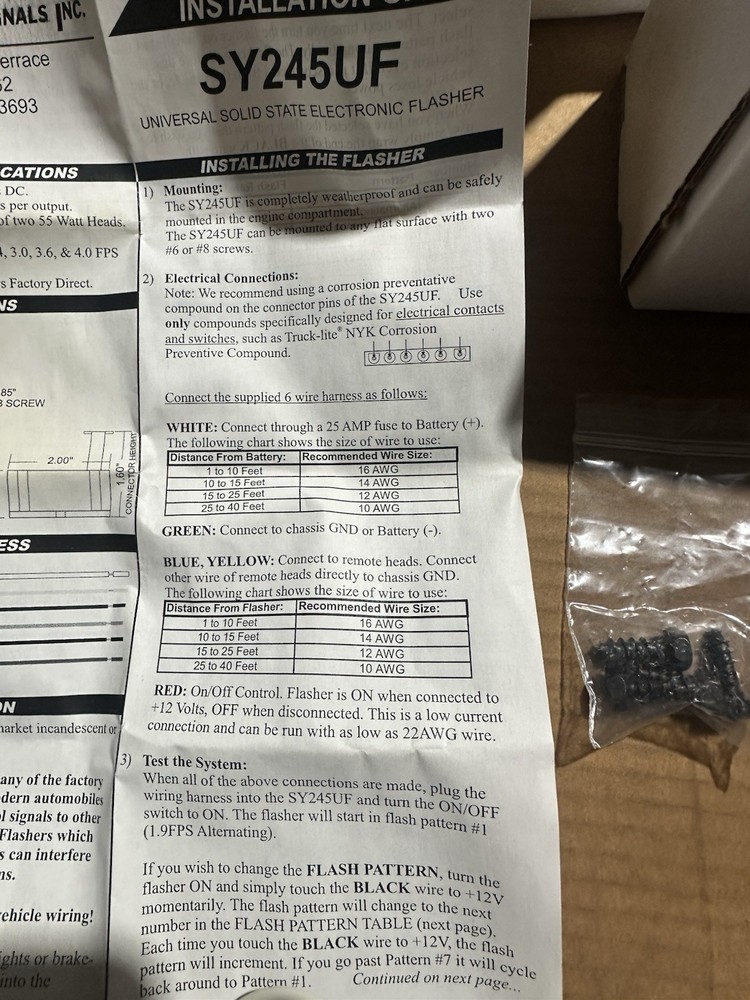 NALS INC.
errace
52
3693
CATIONS
DC.
s per output.
of two 55 Watt Heads.
4, 3.0, 3.6, & 4.0 FPS
s Factory Direct.
NS
85"
SCREW
2.00"
1.60"
CONNECTOR HEIGHT
ESS
ON
market incandescent or
any of the factory
dern automobiles
l signals to other
Flashers which
s can interfere
ns.
ehicle wiring!
ights or brake-
into the
INSTALLATION
SY245UF
UNIVERSAL SOLID STATE ELECTRONIC FLASHER
INSTALLING THE FLASHER
1) Mounting:
The SY245UF is completely weatherproof and can be safely
mounted in the engine compartment.
The SY245UF can be mounted to any flat surface with two
#6 or #8 screws.
2) Electrical Connections:
Note: We recommend using a corrosion preventative
compound on the connector pins of the SY245UF. Use
only compounds specifically designed for electrical contacts
and switches, such as Truck-lite® NYK Corrosion
Preventive Compound.
Connect the supplied 6 wire harness as follows:
WHITE: Connect through a 25 AMP fuse to Battery (+).
The following chart shows the size of wire to use:
Distance From Battery: Recommended Wire Size:
1 to 10 Feet 16 AWG
10 to 15 Feet 14 AWG
15 to 25 Feet 12 AWG
25 to 40 Feet 10 AWG
GREEN: Connect to chassis GND or Battery (-).
BLUE, YELLOW: Connect to remote heads. Connect
other wire of remote heads directly to chassis GND.
The following chart shows the size of wire to use:
Distance From Flasher: Recommended Wire Size:
1 to 10 Feet 16 AWG
10 to 15 Feet 14 AWG
15 to 25 Feet 12 AWG
25 to 40 Feet 10 AWG
RED: On/Off Control. Flasher is ON when connected to
+12 Volts, OFF when disconnected. This is a low current
connection and can be run with as low as 22AWG wire.
3) Test the System:
When all of the above connections are made, plug the
wiring harness into the SY245UF and turn the ON/OFF
switch to ON. The flasher will start in flash pattern #1
(1.9FPS Alternating).
If you wish to change the FLASH PATTERN, turn the
flasher ON and simply touch the BLACK wire to +12V
momentarily. The flash pattern will change to the next
number in the FLASH PATTERN TABLE (next page).
Each time you touch the BLACK wire to +12V, the flash
pattern will increment. If you go past Pattern #7 it will cycle
back around to Pattern #1. Continued on next page...